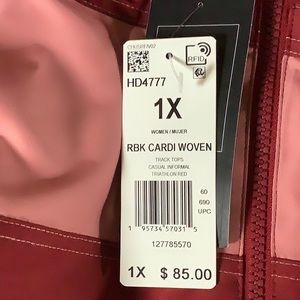 RFID
HD4777
1X
WOMEN / MUJER
RBK CARDI WOVEN
TRACK TOPS
CASUAL INFORMAL
TRIATHLON RED
60
690
UPC
1 95734 57031 5
127785570
1X $ 85.00